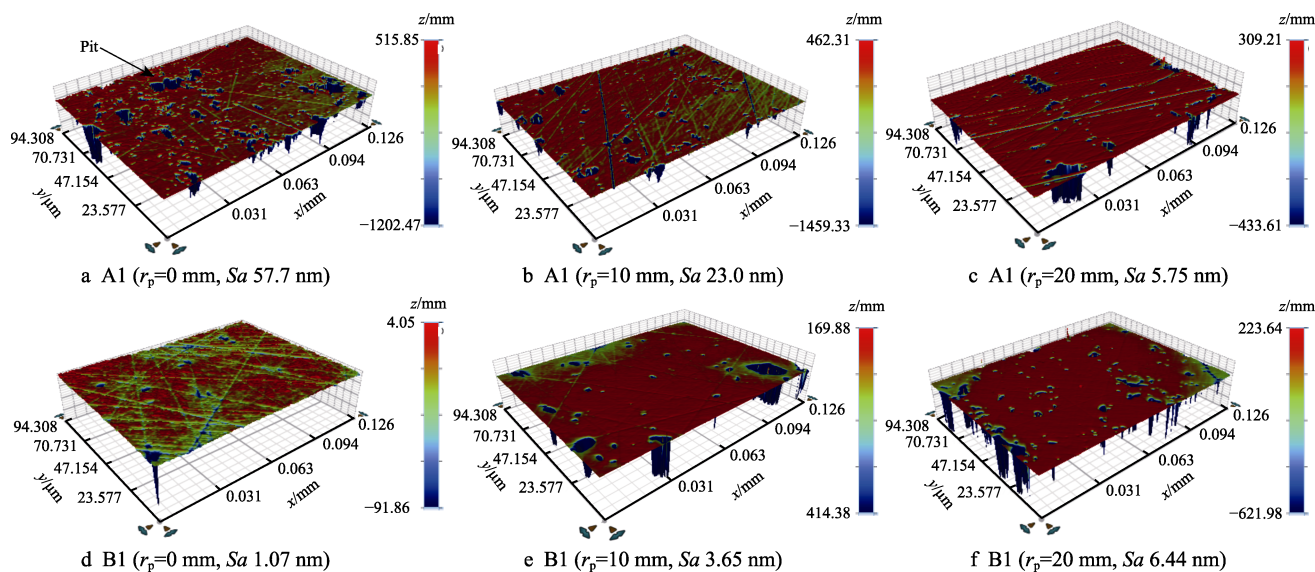 z/mm
515.85
Pit
94.308
70.731
47.154
23.577
y/μm
0.126
0.094
0.063
0.031
x/mm
−1202.47
a A1 (rp=0 mm, Sa 57.7 nm)
z/mm
462.31
94.308
70.731
47.154
23.577
y/μm
0.126
0.094
0.063
0.031
x/mm
−1459.33
b A1 (rp=10 mm, Sa 23.0 nm)
z/mm
309.21
94.308
70.731
47.154
23.577
y/μm
0.126
0.094
0.063
0.031
x/mm
−433.61
c A1 (rp=20 mm, Sa 5.75 nm)
z/mm
4.05
94.308
70.731
47.154
23.577
y/μm
0.126
0.094
0.063
0.031
x/mm
−91.86
d B1 (rp=0 mm, Sa 1.07 nm)
z/mm
169.88
94.308
70.731
47.154
23.577
y/μm
0.126
0.094
0.063
0.031
x/mm
414.38
e B1 (rp=10 mm, Sa 3.65 nm)
z/mm
223.64
94.308
70.731
47.154
23.577
y/μm
0.126
0.094
0.063
0.031
x/mm
−621.98
f B1 (rp=20 mm, Sa 6.44 nm)